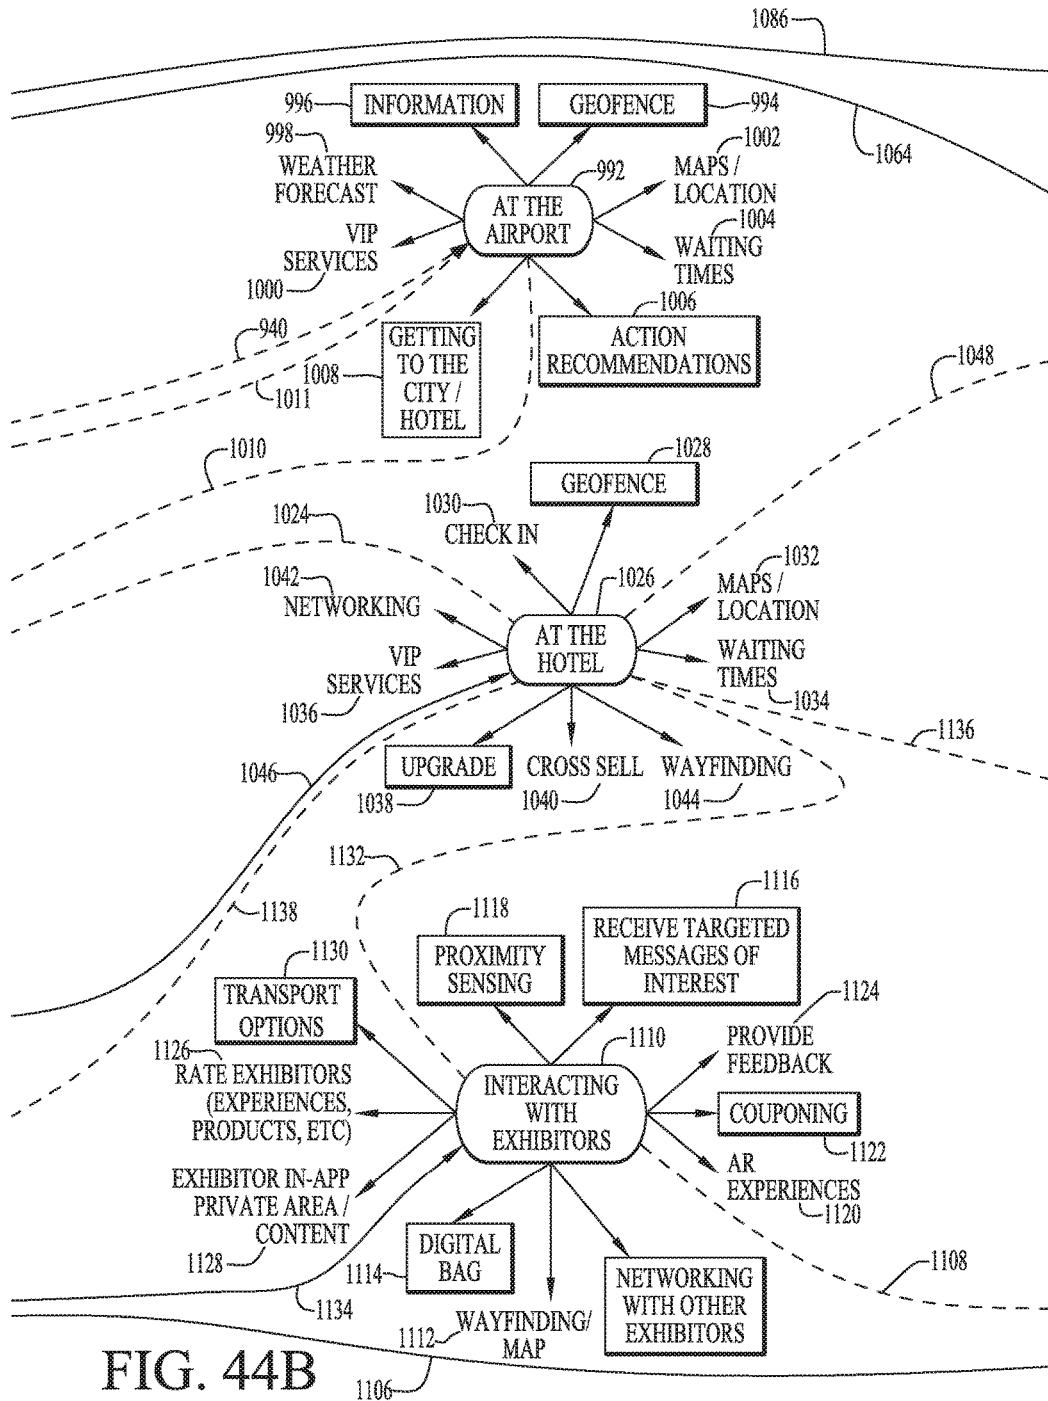 1086
996
INFORMATION
GEOFENCE
994
998
WEATHER
FORECAST
992
1002
MAPS /
LOCATION
1064
AT THE
AIRPORT
VIP
SERVICES
1000
1004
WAITING
TIMES
940
1011
1008
GETTING
TO THE
CITY /
HOTEL
1006
ACTION
RECOMMENDATIONS
1048
1010
1028
GEOFENCE
1030
CHECK IN
1024
1042
NETWORKING
1026
AT THE
HOTEL
1032
MAPS /
LOCATION
VIP
SERVICES
1036
WAITING
TIMES
1034
1136
1046
UPGRADE
1038
CROSS SELL
1040
WAYFINDING
1044
1132
1138
1118
PROXIMITY
SENSING
1116
RECEIVE TARGETED
MESSAGES OF
INTEREST
1130
TRANSPORT
OPTIONS
1124
PROVIDE
FEEDBACK
1126
RATE EXHIBITORS
(EXPERIENCES,
PRODUCTS, ETC)
1110
INTERACTING
WITH
EXHIBITORS
COUPONING
1122
EXHIBITOR IN-APP
PRIVATE AREA /
CONTENT
1128
AR
EXPERIENCES
1120
1114
DIGITAL
BAG
1108
1134
1112
WAYFINDING/
MAP
NETWORKING
WITH OTHER
EXHIBITORS
FIG. 44B
1106